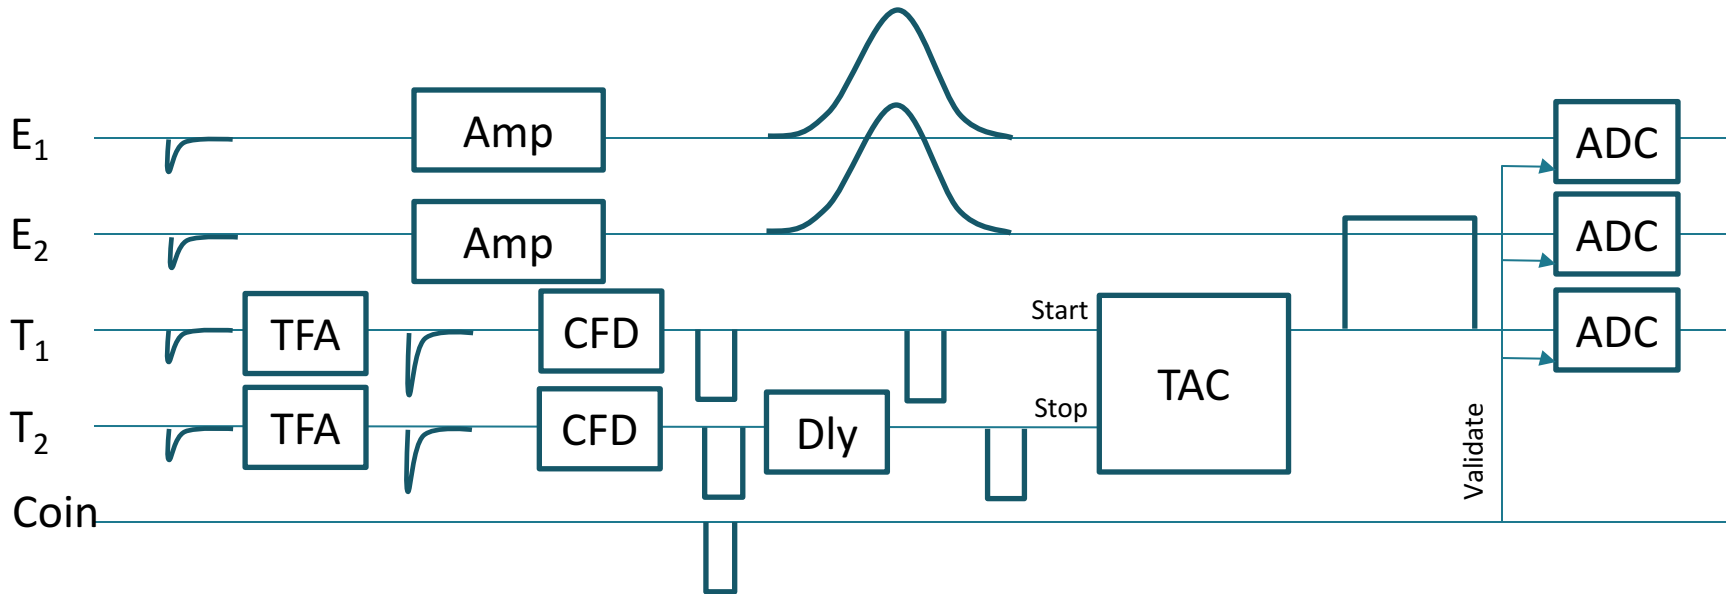 E1 Amp ADC
E2 Amp ADC
T1 TFA CFD Start TAC ADC
T2 TFA CFD Dly Stop
Validate
Coin